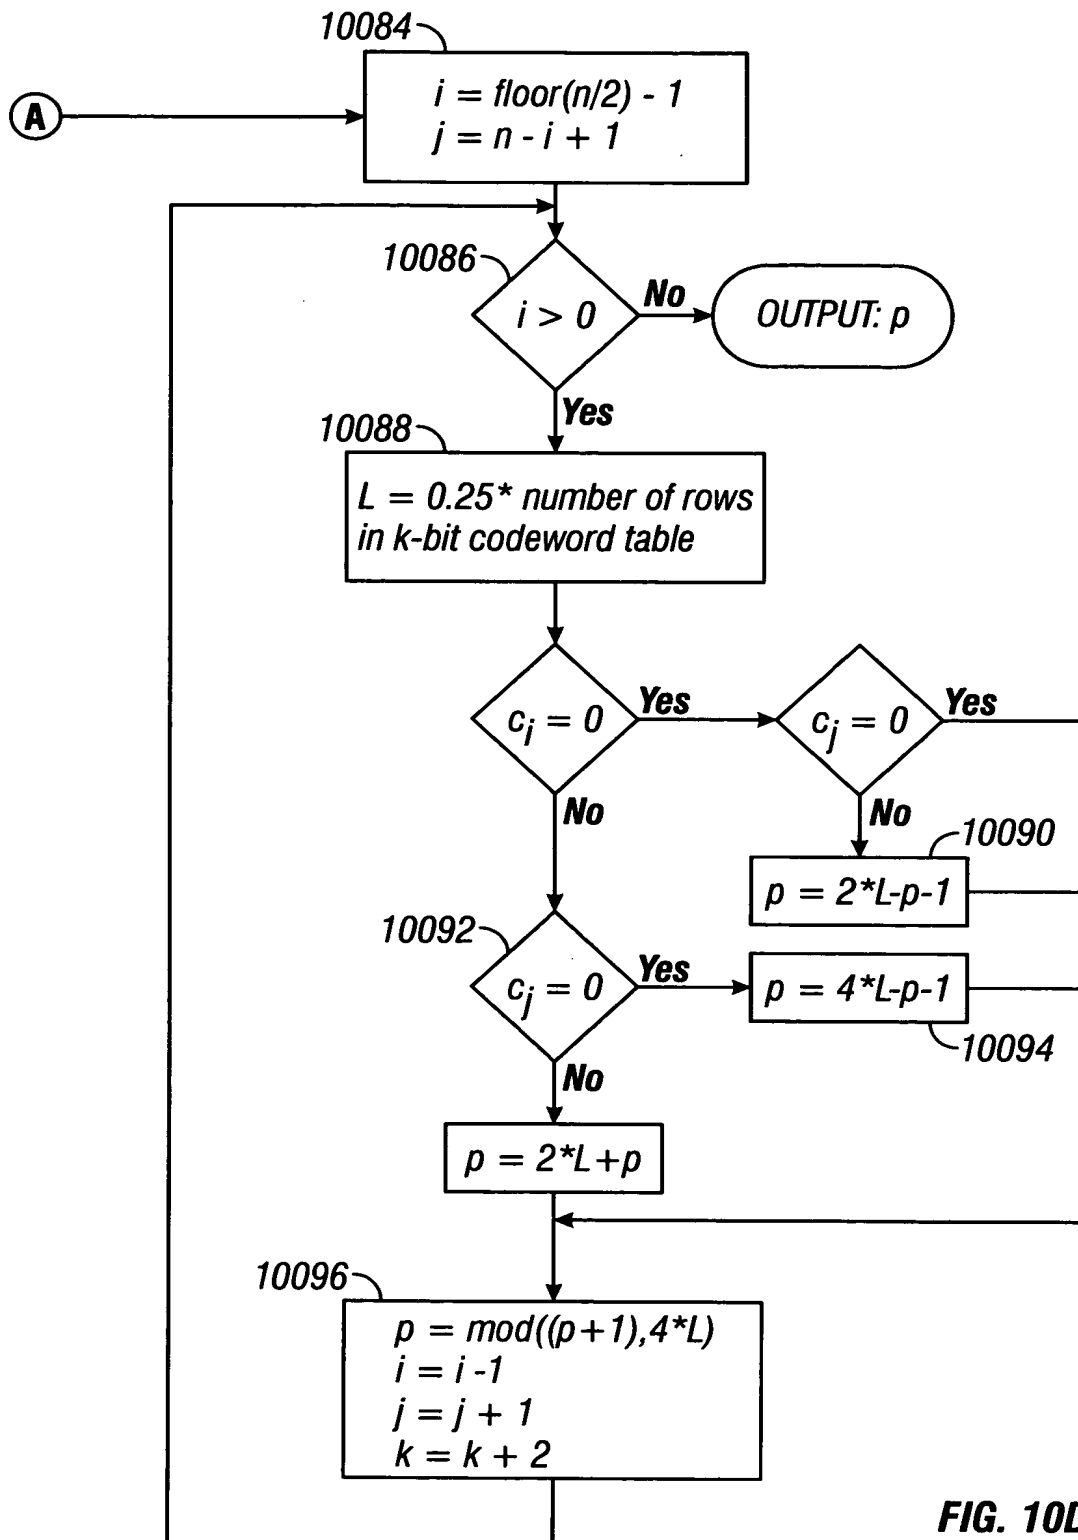 10084
i = floor(n/2) - 1
j = n - i + 1
A
10086
i > 0
No
OUTPUT: p
Yes
10088
L = 0.25* number of rows
in k-bit codeword table
c_i = 0
Yes
c_j = 0
Yes
No
No
10090
p = 2*L-p-1
10092
c_j = 0
Yes
p = 4*L-p-1
10094
No
p = 2*L+p
10096
p = mod((p+1),4*L)
i = i -1
j = j + 1
k = k + 2
FIG. 10D